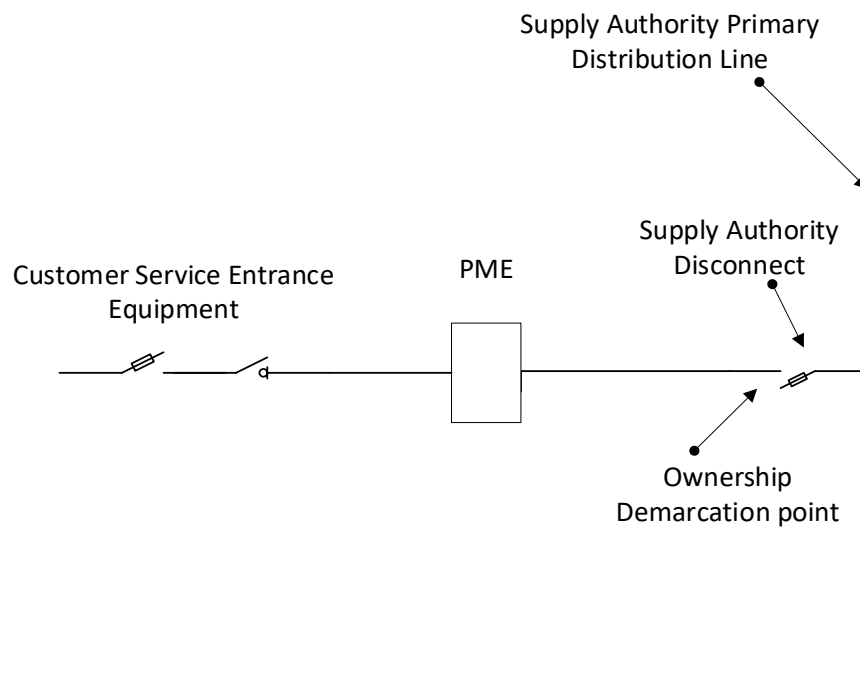 Supply Authority Primary
Distribution Line
Supply Authority
Disconnect
PME
Customer Service Entrance
Equipment
Ownership
Demarcation point